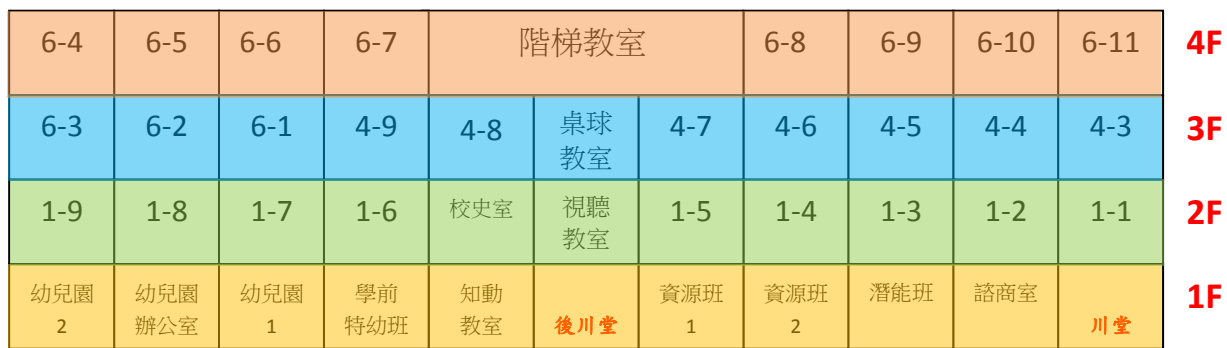 6-4 6-5 6-6 6-7 階梯教室 6-8 6-9 6-10 6-11 4F
6-3 6-2 6-1 4-9 4-8 桌球 4-7 4-6 4-5 4-4 4-3 3F
教室
1-9 1-8 1-7 1-6 校史室 視聽 1-5 1-4 1-3 1-2 1-1 2F
教室
幼兒園 幼兒園 幼兒園 學前 知動 資源班 資源班 潛能班 諮商室 1F
2 辦公室 1 特幼班 教室 後川堂 1 2 川堂